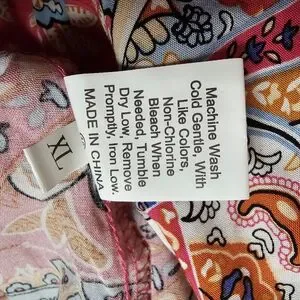 Machine Wash
Cold Gentle, With
Like Colors,
Non-Chlorine
Bleach When
Needed, Tumble
Dry Low, Remove
Promptly, Iron Low.
MADE IN CHINA
XL